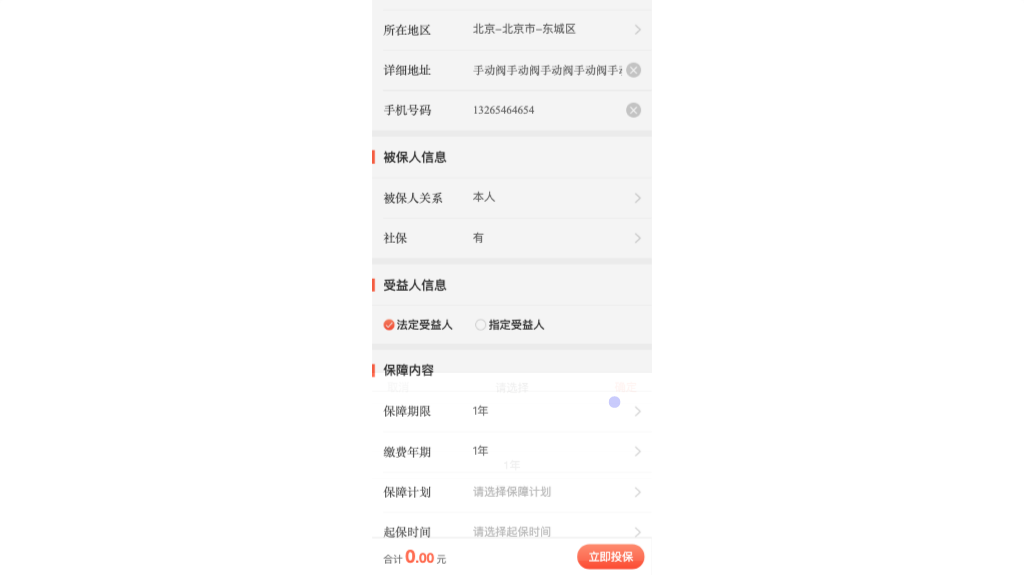 所在地区 北京-北京市-东城区
详细地址 手动阀手动阀手动阀手动阀手
手机号码 13265464654
被保人信息
被保人关系 本人
社保 有
受益人信息
法定受益人 指定受益人
保障内容
取消 请选择 确定
保障期限 1年
缴费年期 1年
1年
保障计划 请选择保障计划
起保时间 请选择起保时间
合计 0.00 元 立即投保